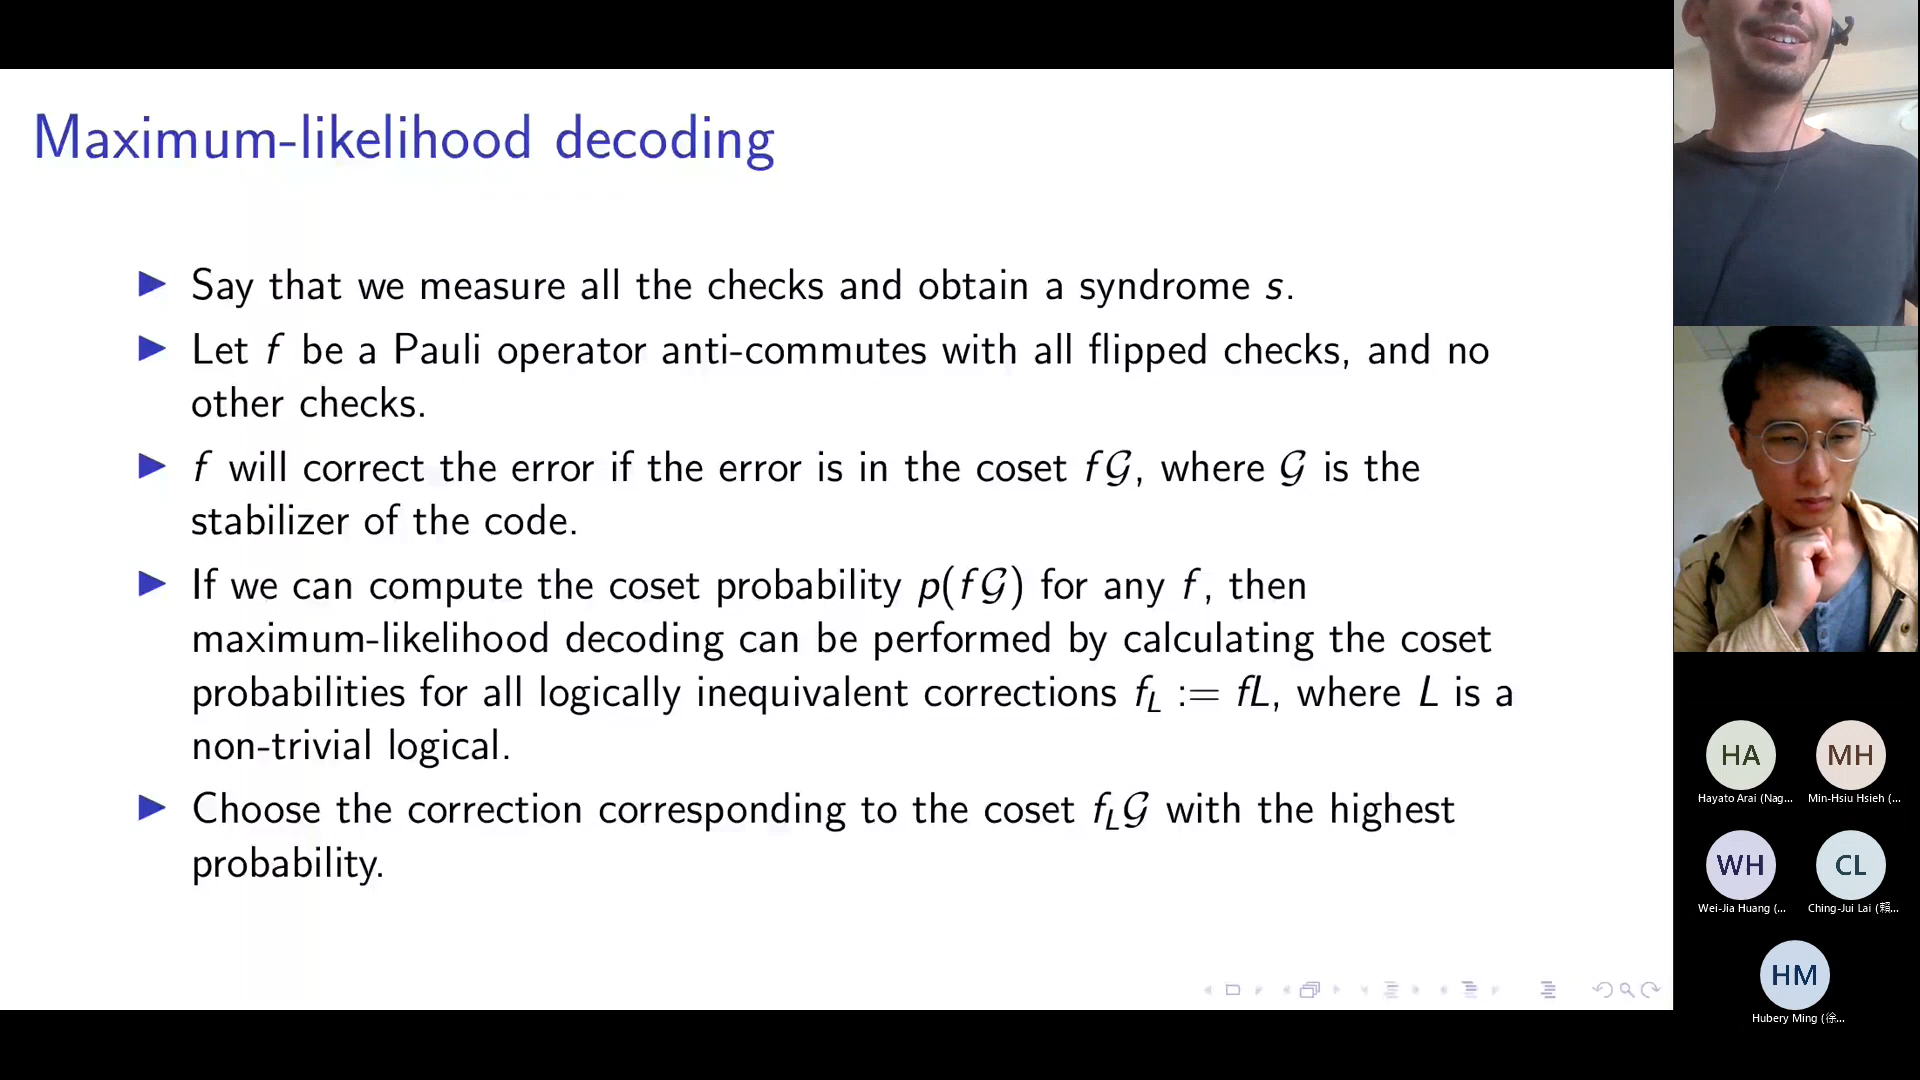 Maximum-likelihood decoding
Say that we measure all the checks and obtain a syndrome s.
Let f be a Pauli operator anti-commutes with all flipped checks, and no
other checks.
f will correct the error if the error is in the coset f𝒢, where 𝒢 is the
stabilizer of the code.
If we can compute the coset probability p(f𝒢) for any f, then
maximum-likelihood decoding can be performed by calculating the coset
probabilities for all logically inequivalent corrections f_L := fL, where L is a
non-trivial logical.
Choose the correction corresponding to the coset f_L𝒢 with the highest
probability.
HA
MH
Hayato Arai (Nag...
Min-Hsiu Hsieh (...
WH
CL
Wei-Jia Huang (...
Ching-Jui Lai (賴...
HM
Hubery Ming (徐...